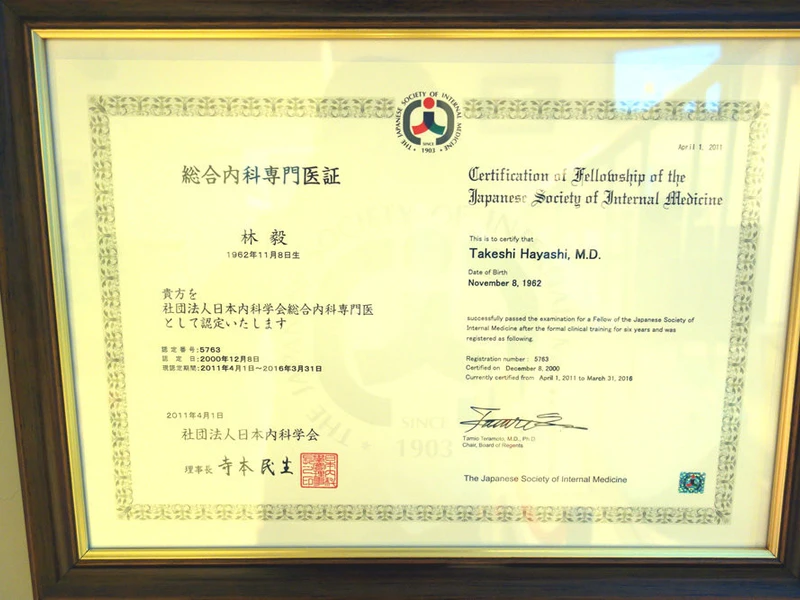 THE JAPANESE SOCIETY OF INTERNAL MEDICINE
SINCE
1903
総合内科専門医証
林 毅
1962年11月8日生
貴方を
社団法人日本内科学会総合内科専門医
として認定いたします
認定番号:5763
認定日:2000年12月8日
現認定期間:2011年4月1日～2016年3月31日
2011年4月1日
社団法人日本内科学会
理事長 寺本民生
April 1, 2011
Certification of Fellowship of the
Japanese Society of Internal Medicine
This is to certify that
Takeshi Hayashi, M.D.
Date of Birth
November 8, 1962
successfully passed the examination for a Fellow of the Japanese Society of
Internal Medicine after the formal clinical training for six years and was
registered as following.
Registration number : 5763
Certified on December 8, 2000
Currently certified from April 1, 2011 to March 31, 2016
Tamio Teramoto, M.D., Ph.D.
Chair, Board of Regents
The Japanese Society of Internal Medicine
SINCE
1903